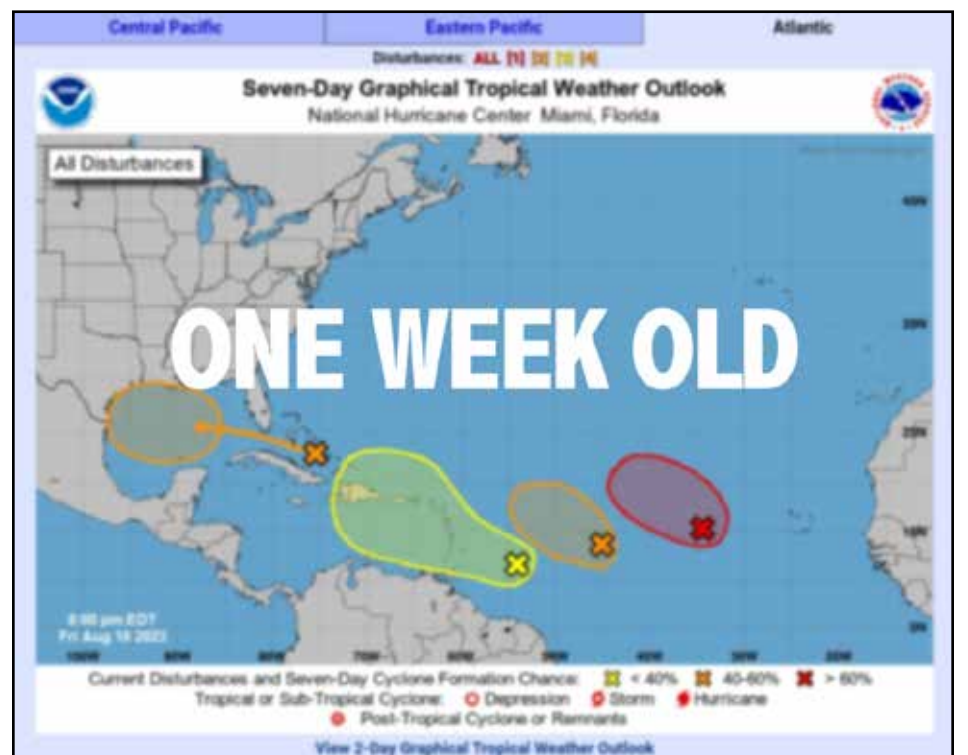 Central Pacific Eastern Pacific Atlantic
Disturbances: ALL [1] [2] [3] [4]
Seven-Day Graphical Tropical Weather Outlook
National Hurricane Center Miami, Florida
All Disturbances
ONE WEEK OLD
8:00 pm EDT
Fri Aug 18 2023
Current Disturbances and Seven-Day Cyclone Formation Chance: < 40% 40-60% > 60%
Tropical or Sub-Tropical Cyclone: Depression Storm Hurricane
Post-Tropical Cyclone or Remnants
View 2-Day Graphical Tropical Weather Outlook